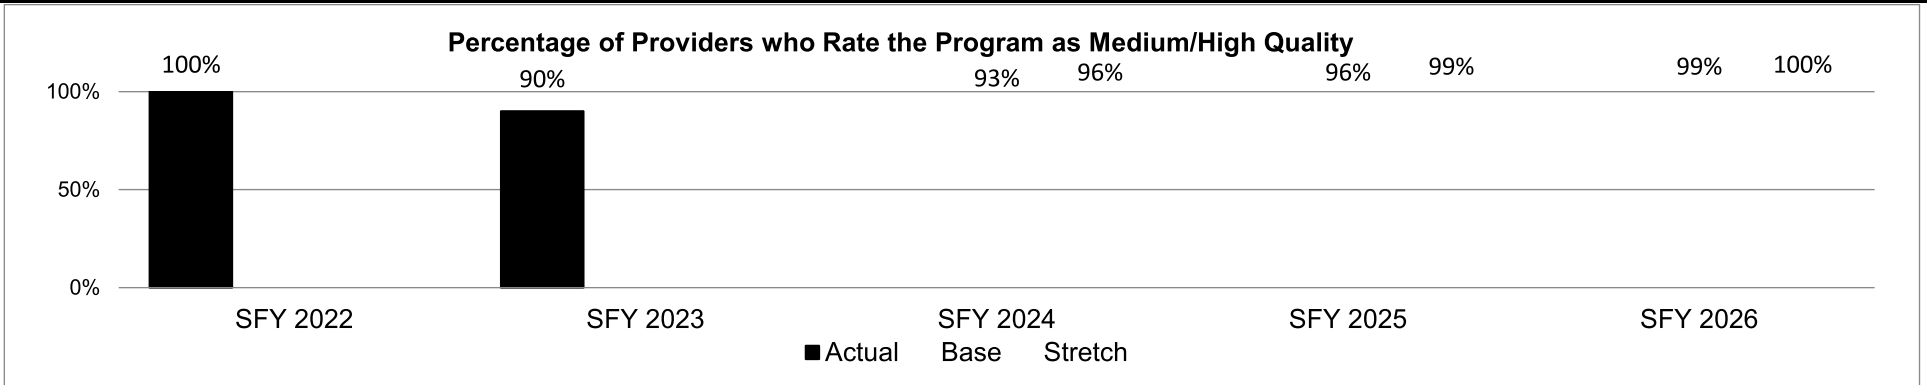 Percentage of Providers who Rate the Program as Medium/High Quality
100% 90% 93% 96% 96% 99% 99% 100%
100%
50%
0%
SFY 2022 SFY 2023 SFY 2024 SFY 2025 SFY 2026
Actual Base Stretch